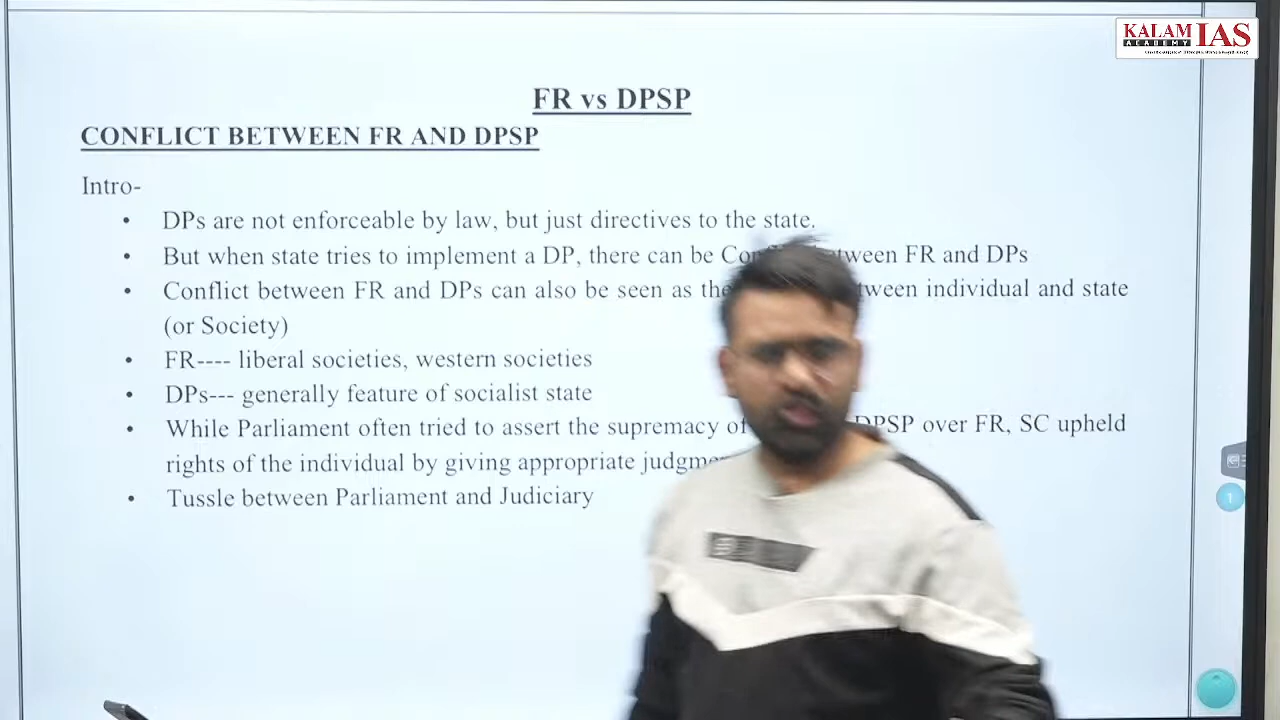 KALAM IAS
ACADEMY
FR vs DPSP
CONFLICT BETWEEN FR AND DPSP
Intro-
• DPs are not enforceable by law, but just directives to the state.
• But when state tries to implement a DP, there can be between FR and DPs
• Conflict between FR and DPs can also be seen as the between individual and state
(or Society)
• FR---- liberal societies, western societies
• DPs--- generally feature of socialist state
• While Parliament often tried to assert the supremacy of DPSP over FR, SC upheld
rights of the individual by giving appropriate
• Tussle between Parliament and Judiciary
1